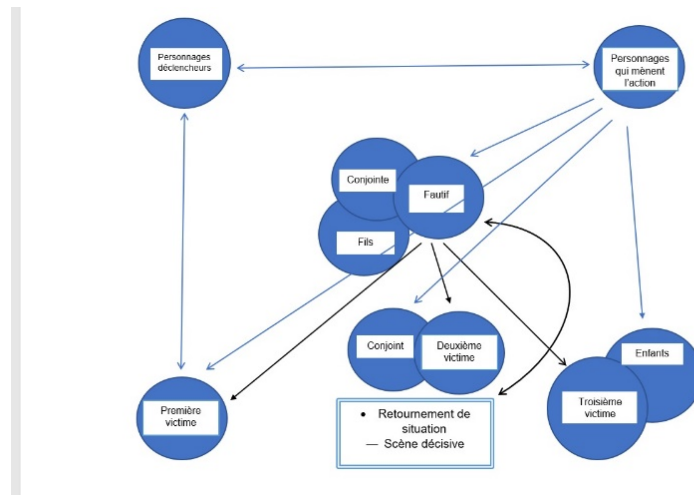 Personnages
déclencheurs
Personnages
qui mènent
l'action
Conjointe
Fautif
Fils
Conjoint
Deuxième
victime
Enfants
Première
victime
Troisième
victime
• Retournement de
situation
— Scène décisive